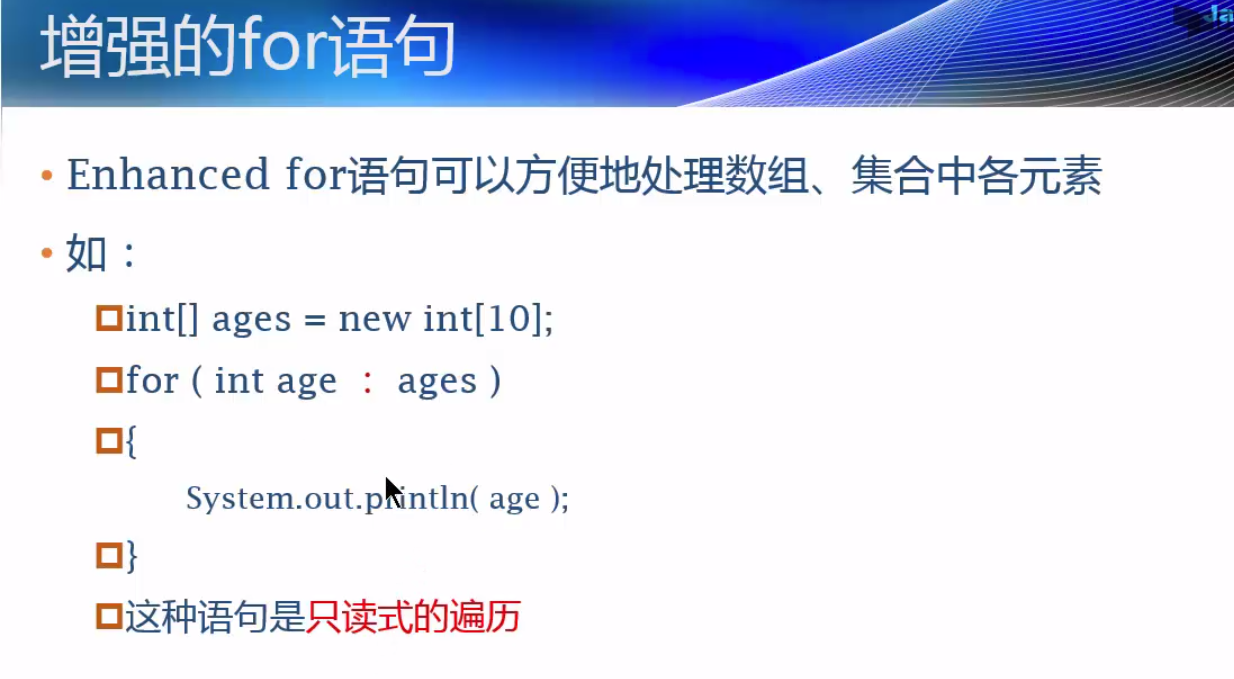 增强的for语句
Enhanced for语句可以方便地处理数组、集合中各元素
如：
int[] ages = new int[10];
for ( int age ： ages )
{
System.out.println( age );
}
这种语句是只读式的遍历